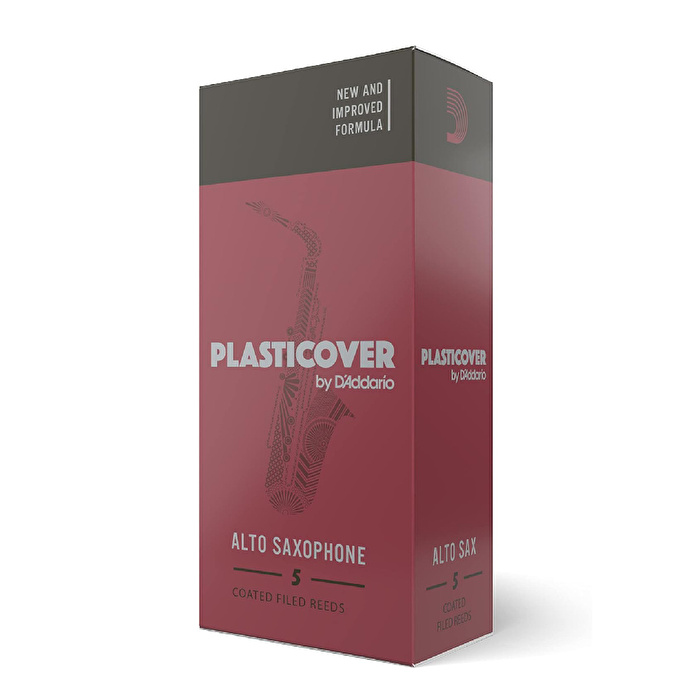 NEW AND
IMPROVED
FORMULA
PLASTICOVER
by D'Addario
ALTO SAXOPHONE
5
COATED FILED REEDS
PLASTICOVER
by D'Addario
ALTO SAX
5
COATED
FILED REEDS